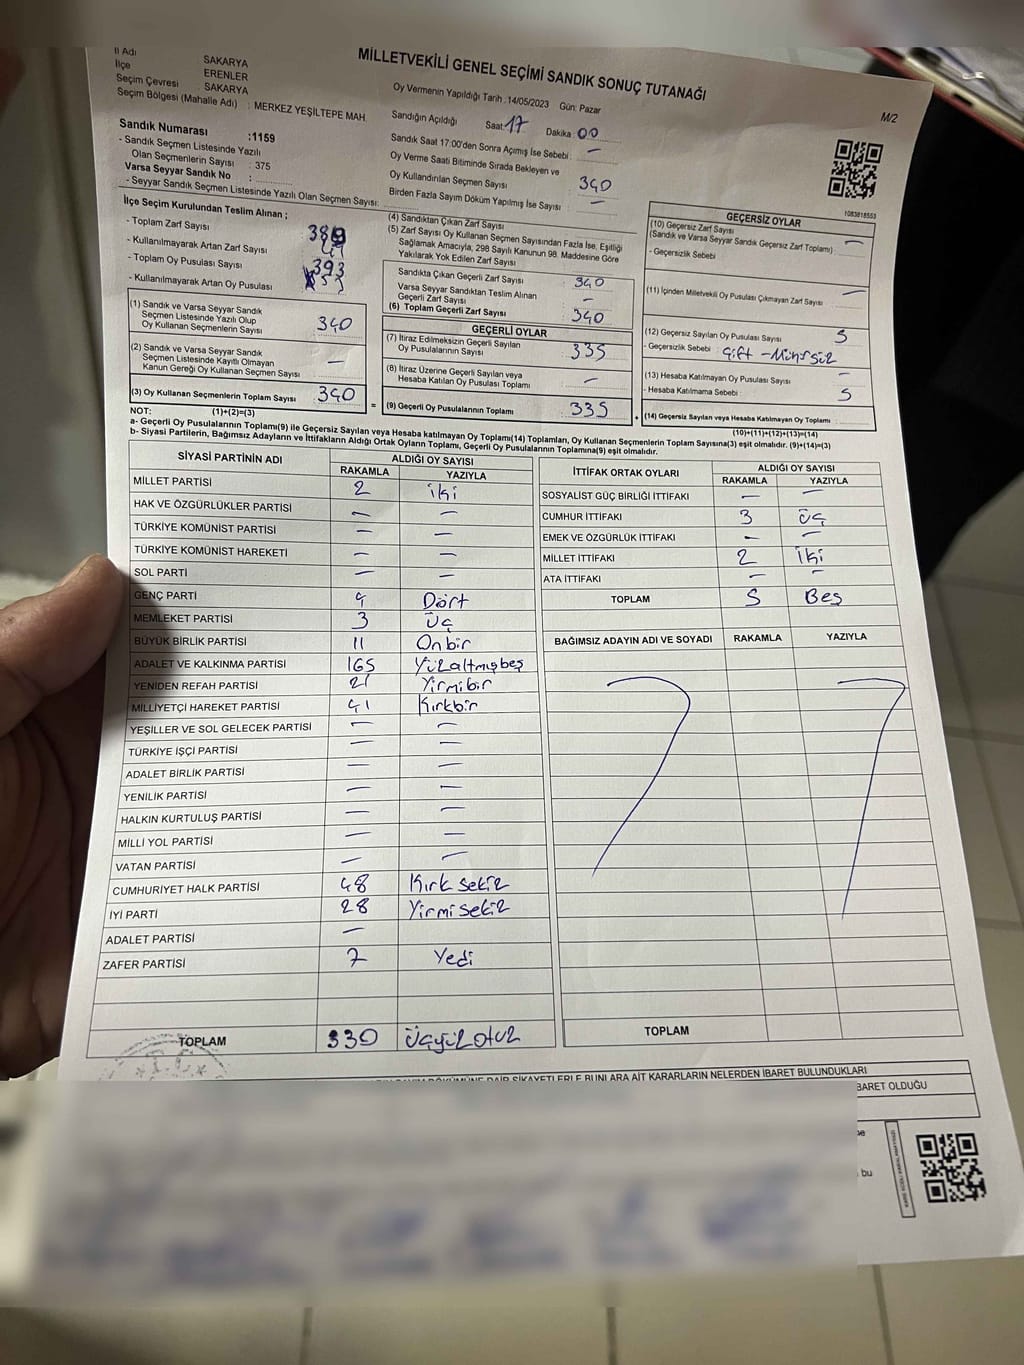 MİLLETVEKİLİ GENEL SEÇİMİ SANDIK SONUÇ TUTANAĞI
M/2
İl Adı SAKARYA
İlçe ERENLER
Seçim Çevresi : SAKARYA
Seçim Bölgesi (Mahalle Adı) : MERKEZ YEŞİLTEPE MAH.
Sandık Numarası :1159
- Sandık Seçmen Listesinde Yazılı
Olan Seçmenlerin Sayısı : 375
Varsa Seyyar Sandık No :
- Seyyar Sandık Seçmen Listesinde Yazılı Olan Seçmen Sayısı:
Oy Vermenin Yapıldığı Tarih :14/05/2023 Gün: Pazar
Sandığın Açıldığı Saat: 17 Dakika : 00
Sandık Saat 17:00'den Sonra Açımış İse Sebebi : —
Oy Verme Saati Bitiminde Sırada Bekleyen ve
Oy Kullandırılan Seçmen Sayısı 340
Birden Fazla Sayım Döküm Yapılmış İse Sayısı : —
1083818553
İlçe Seçim Kurulundan Teslim Alınan ;
- Toplam Zarf Sayısı
- Kullanılmayarak Artan Zarf Sayısı
- Toplam Oy Pusulası Sayısı 393
- Kullanılmayarak Artan Oy Pusulası
(1) Sandık ve Varsa Seyyar Sandık
Seçmen Listesinde Yazılı Olup
Oy Kullanan Seçmenlerin Sayısı 340
(2) Sandık ve Varsa Seyyar Sandık
Seçmen Listesinde Kayıtlı Olmayan
Kanun Gereği Oy Kullanan Seçmen Sayısı —
(3) Oy Kullanan Seçmenlerin Toplam Sayısı 340
(4) Sandıktan Çıkan Zarf Sayısı
(5) Zarf Sayısı Oy Kullanan Seçmen Sayısından Fazla İse, Eşitliği
Sağlamak Amacıyla, 298 Sayılı Kanunun 98. Maddesine Göre
Yakılarak Yok Edilen Zarf Sayısı
Sandıkta Çıkan Geçerli Zarf Sayısı 340
Varsa Seyyar Sandıktan Teslim Alınan
Geçerli Zarf Sayısı —
(6) Toplam Geçerli Zarf Sayısı 340
GEÇERLİ OYLAR
(7) İtiraz Edilmeksizin Geçerli Sayılan
Oy Pusulalarının Sayısı 335
(8) İtiraz Üzerine Geçerli Sayılan veya
Hesaba Katılan Oy Pusulası Toplamı —
= (9) Geçerli Oy Pusulalarının Toplamı 335
GEÇERSİZ OYLAR
(10) Geçersiz Zarf Sayısı
(Sandık ve Varsa Seyyar Sandık Geçersiz Zarf Toplamı) —
- Geçersizlik Sebebi
(11) İçinden Milletvekili Oy Pusulası Çıkmayan Zarf Sayısı —
(12) Geçersiz Sayılan Oy Pusulası Sayısı 5
- Geçersizlik Sebebi : Çift - Mühürsüz
(13) Hesaba Katılmayan Oy Pusulası Sayısı —
- Hesaba Katılmama Sebebi : 5
(14) Geçersiz Sayılan veya Hesaba Katılmayan Oy Toplamı :
(10)+(11)+(12)+(13)=(14)
NOT: (1)+(2)=(3)
a- Geçerli Oy Pusulalarının Toplamı(9) ile Geçersiz Sayılan veya Hesaba katılmayan Oy Toplamı(14) Toplamları, Oy Kullanan Seçmenlerin Toplam Sayısına(3) eşit olmalıdır. (9)+(14)=(3)
b- Siyasi Partilerin, Bağımsız Adayların ve İttifakların Aldığı Ortak Oyların Toplamı, Geçerli Oy Pusulalarının Toplamına(9) eşit olmalıdır.
SİYASİ PARTİNİN ADI ALDIĞI OY SAYISI
RAKAMLA YAZIYLA
MİLLET PARTİSİ 2 iki
HAK VE ÖZGÜRLÜKLER PARTİSİ — —
TÜRKİYE KOMÜNİST PARTİSİ — —
TÜRKİYE KOMÜNİST HAREKETİ — —
SOL PARTİ — —
GENÇ PARTİ 4 Dört
MEMLEKET PARTİSİ 3 üç
BÜYÜK BİRLİK PARTİSİ 11 Onbir
ADALET VE KALKINMA PARTİSİ 165 Yüzaltmışbeş
YENİDEN REFAH PARTİSİ 21 Yirmibir
MİLLİYETÇİ HAREKET PARTİSİ 41 Kırkbir
YEŞİLLER VE SOL GELECEK PARTİSİ — —
TÜRKİYE İŞÇİ PARTİSİ — —
ADALET BİRLİK PARTİSİ — —
YENİLİK PARTİSİ — —
HALKIN KURTULUŞ PARTİSİ — —
MİLLİ YOL PARTİSİ — —
VATAN PARTİSİ — —
CUMHURİYET HALK PARTİSİ 48 Kırk sekiz
İYİ PARTİ 28 Yirmi sekiz
ADALET PARTİSİ —
ZAFER PARTİSİ 7 Yedi
TOPLAM 330 Üçyüz otuz
İTTİFAK ORTAK OYLARI ALDIĞI OY SAYISI
RAKAMLA YAZIYLA
SOSYALİST GÜÇ BİRLİĞİ İTTİFAKI — —
CUMHUR İTTİFAKI 3 üç
EMEK VE ÖZGÜRLÜK İTTİFAKI — —
MİLLET İTTİFAKI 2 iki
ATA İTTİFAKI — —
TOPLAM 5 Beş
BAĞIMSIZ ADAYIN ADI VE SOYADI RAKAMLA YAZIYLA
TOPLAM
DAİR ŞİKAYETLERLE BUNLARA AİT KARARLARIN NELERDEN İBARET BULUNDUKLARI
BARET OLDUĞU
bu